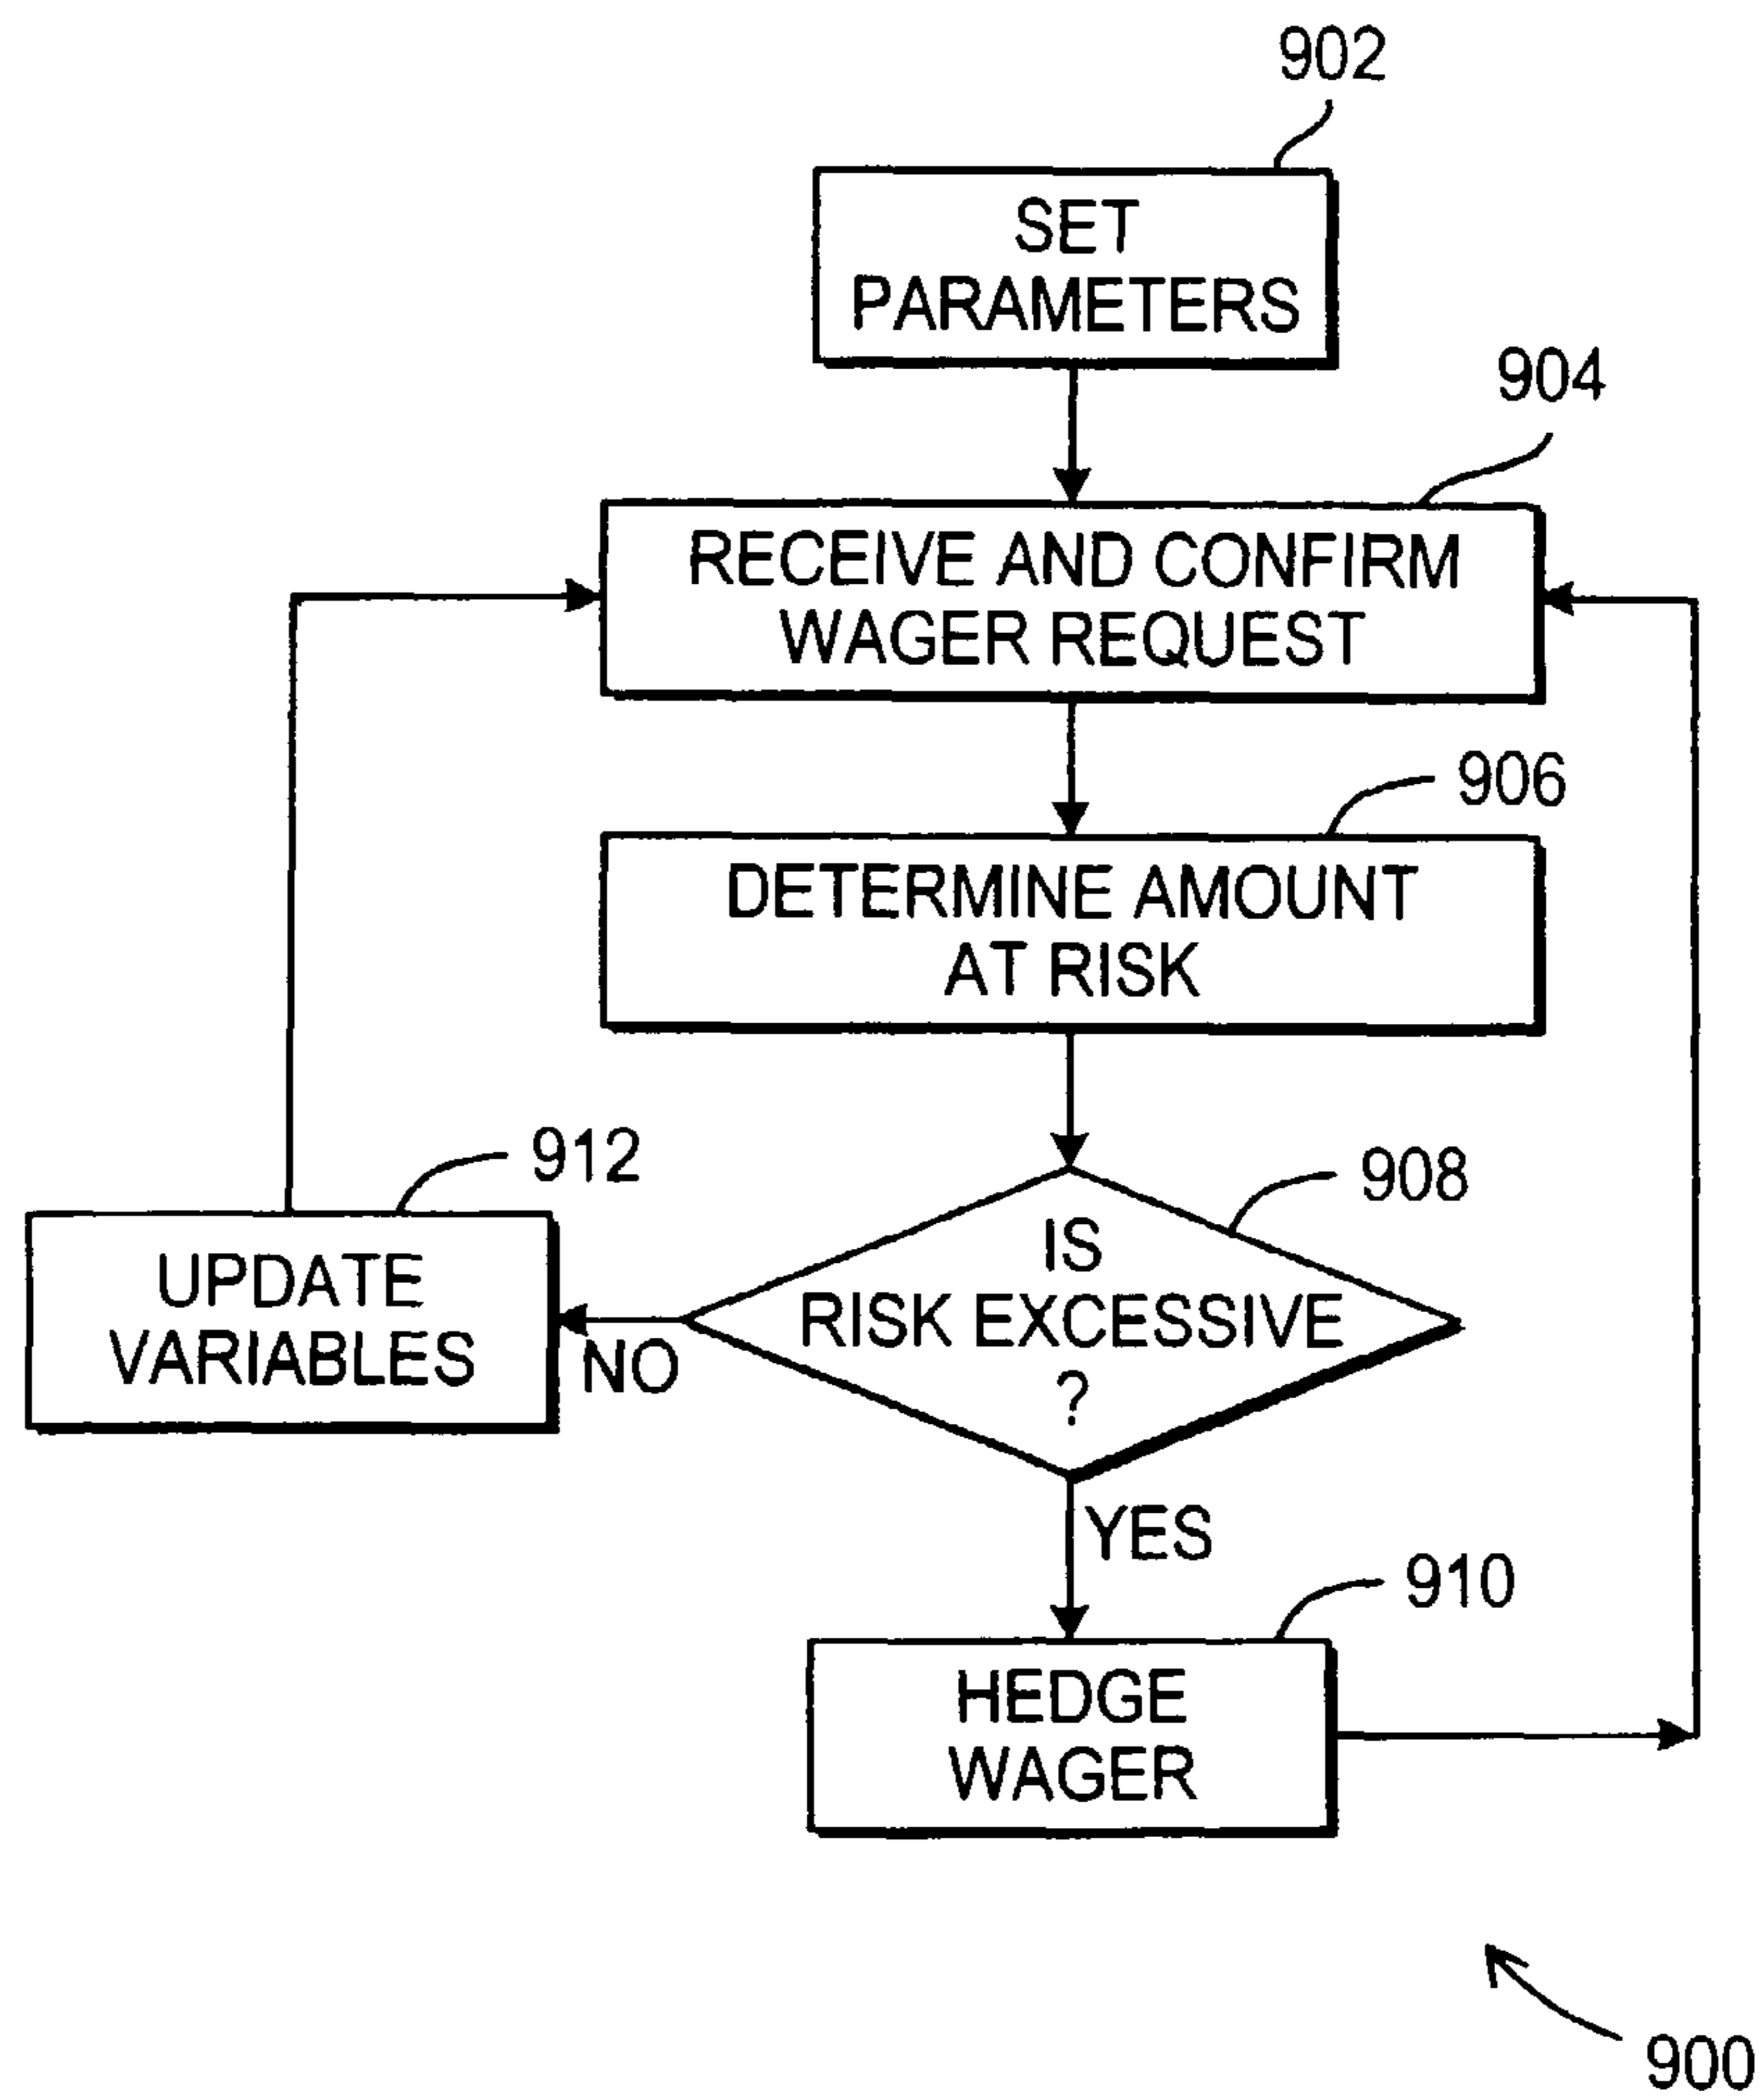 902
SET
PARAMETERS
904
RECEIVE AND CONFIRM
WAGER REQUEST
906
DETERMINE AMOUNT
AT RISK
912
908
UPDATE
VARIABLES
NO
IS
RISK EXCESSIVE
?
YES
910
HEDGE
WAGER
900